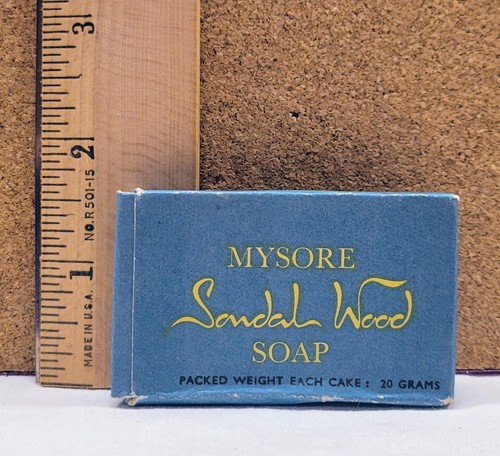 3
2
1
No.R501-15
MADE IN U.S.A.
MYSORE
Sandal Wood
SOAP
PACKED WEIGHT EACH CAKE : 20 GRAMS